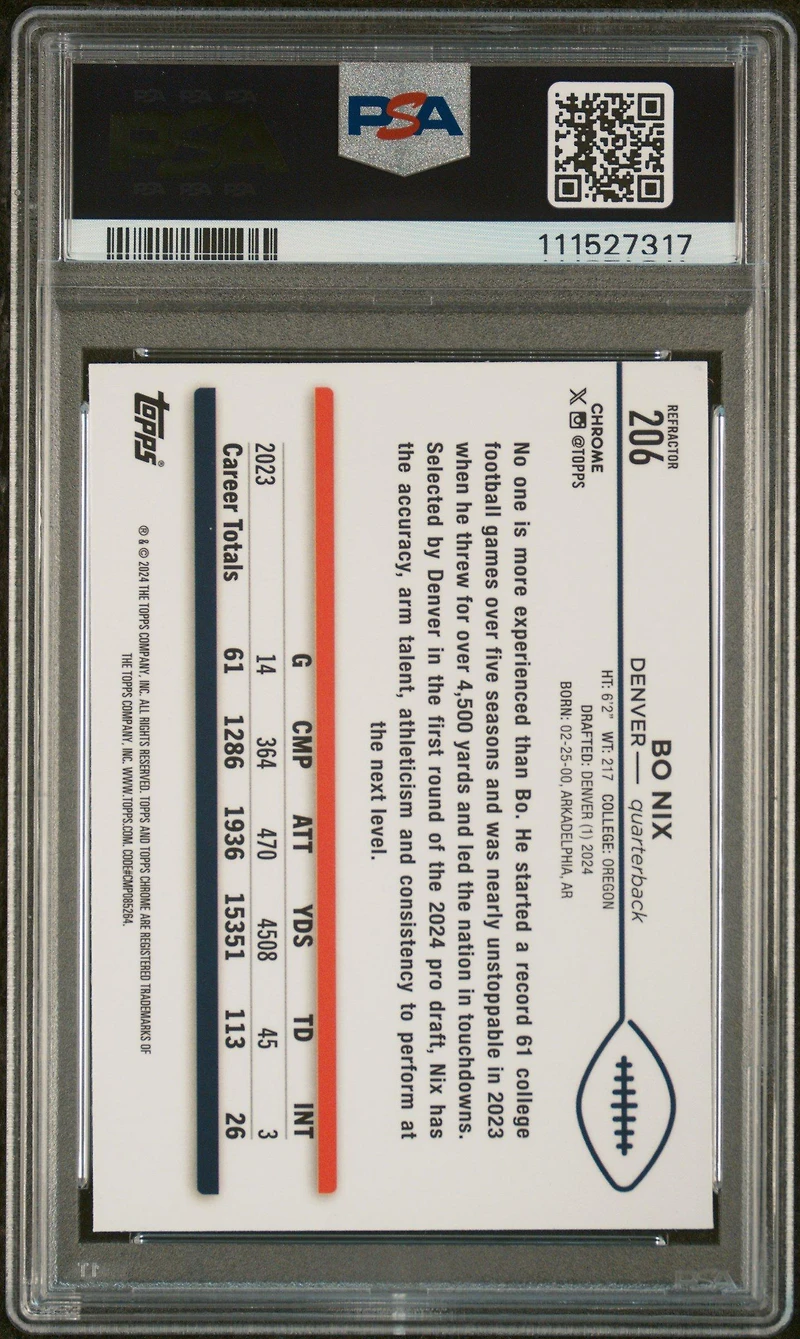 PSA
111527317
REFRACTOR
206
BO NIX
DENVER — quarterback
CHROME
@TOPPS
HT: 6'2" WT: 217 COLLEGE: OREGON
DRAFTED: DENVER (1) 2024
BORN: 02-25-00, ARKADELPHIA, AR
No one is more experienced than Bo. He started a record 61 college
football games over five seasons and was nearly unstoppable in 2023
when he threw for over 4,500 yards and led the nation in touchdowns.
Selected by Denver in the first round of the 2024 pro draft, Nix has
the accuracy, arm talent, athleticism and consistency to perform at
the next level.
G CMP ATT YDS TD INT
2023 14 364 470 4508 45 3
Career Totals 61 1286 1936 15351 113 26
topps®
® & © 2024 THE TOPPS COMPANY, INC. ALL RIGHTS RESERVED. TOPPS AND TOPPS CHROME ARE REGISTERED TRADEMARKS OF
THE TOPPS COMPANY, INC. WWW.TOPPS.COM. CODE#CMP085264.
PSA